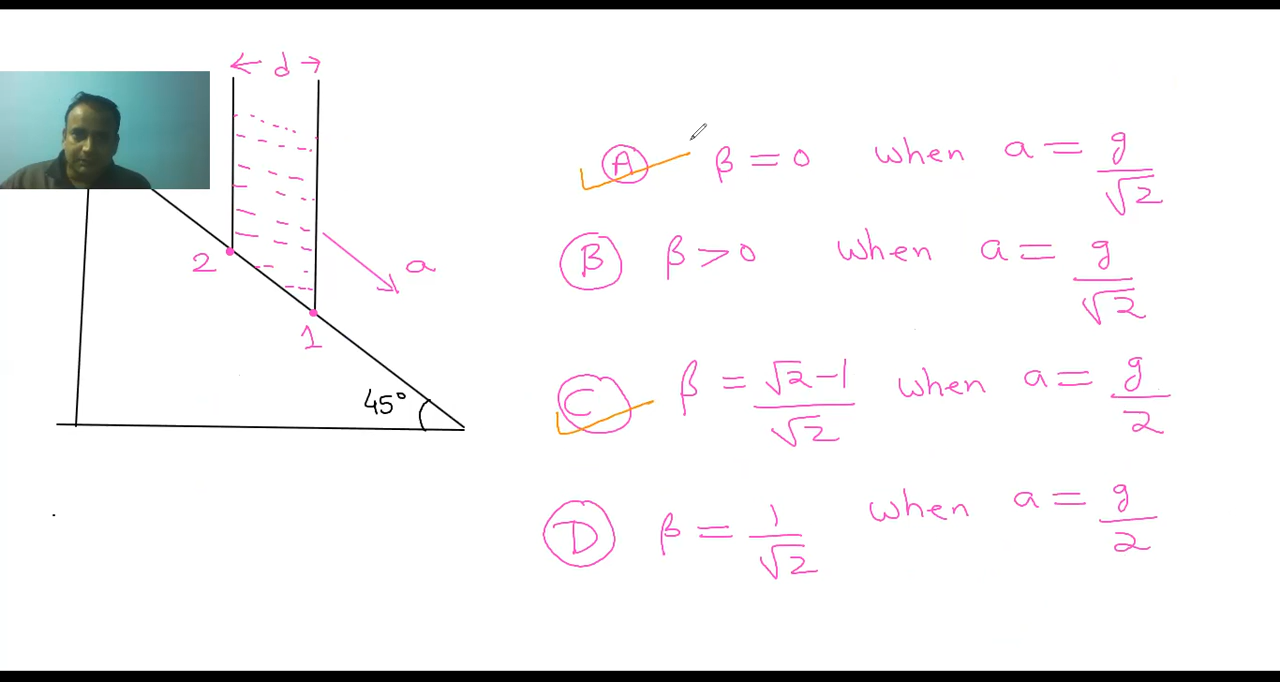 ← d →
2
a
1
45°
A β = 0 when a = g/√2
B β > 0 when a = g/√2
C β = √2-1/√2 when a = g/2
D β = 1/√2 when a = g/2